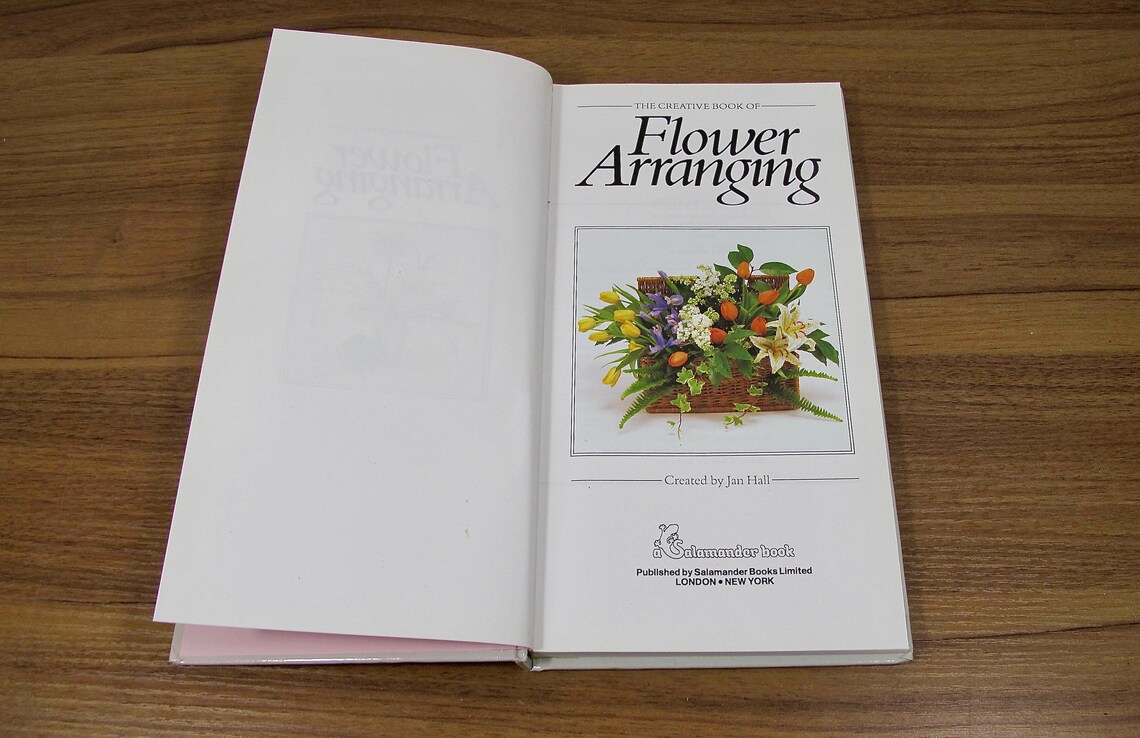 THE CREATIVE BOOK OF
Flower
Arranging
Created by Jan Hall
a Salamander book
Published by Salamander Books Limited
LONDON • NEW YORK